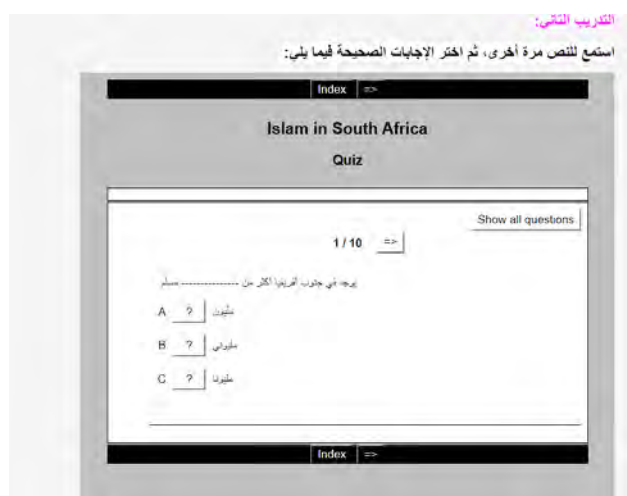 التدريب الثاني:
استمع للنص مرة أخرى، ثم اختر الإجابات الصحيحة فيما يلي:
Index =>
Islam in South Africa
Quiz
Show all questions
1 / 10 =>
يوجد في جنوب أفريقيا أكثر من --------------- مسلم
A ? مليون
B ? مليوني
C ? مليونا
Index =>